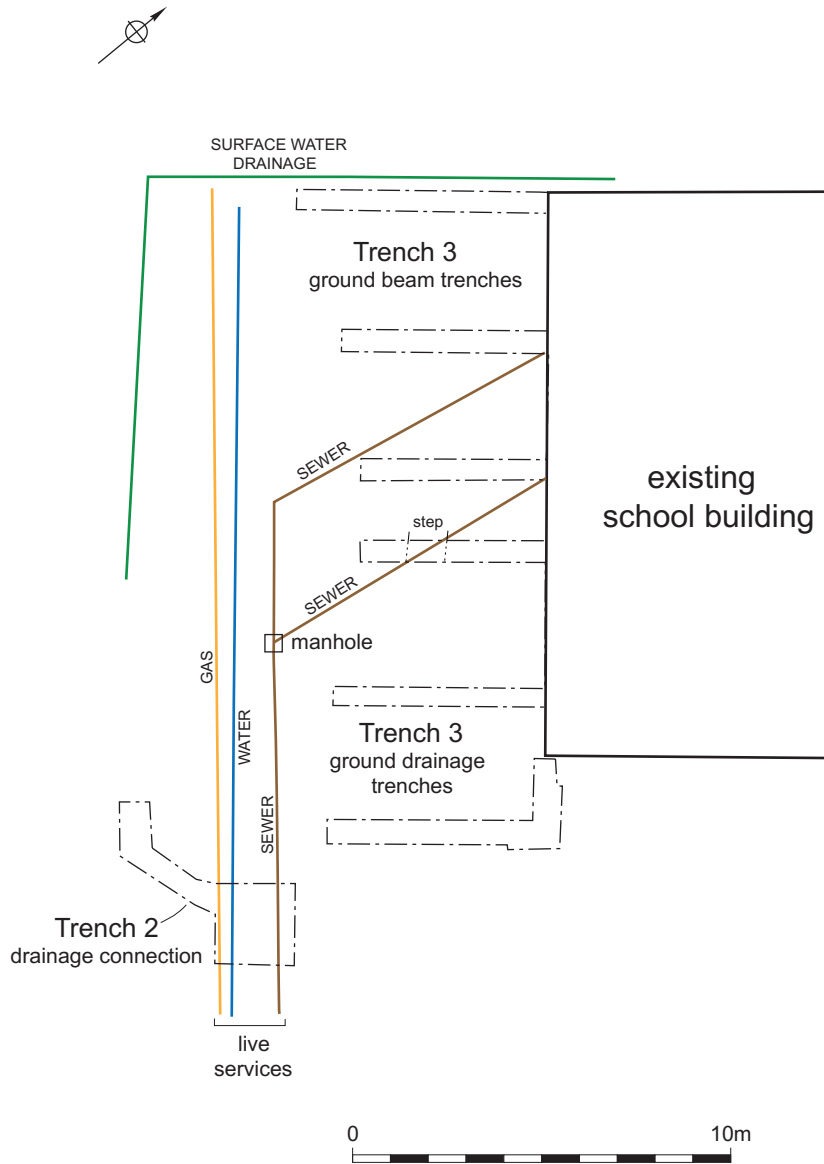 SURFACE WATER
DRAINAGE
Trench 3
ground beam trenches
SEWER
existing
school building
step
SEWER
manhole
GAS
WATER
Trench 3
ground drainage
trenches
SEWER
Trench 2
drainage connection
live
services
0
10m